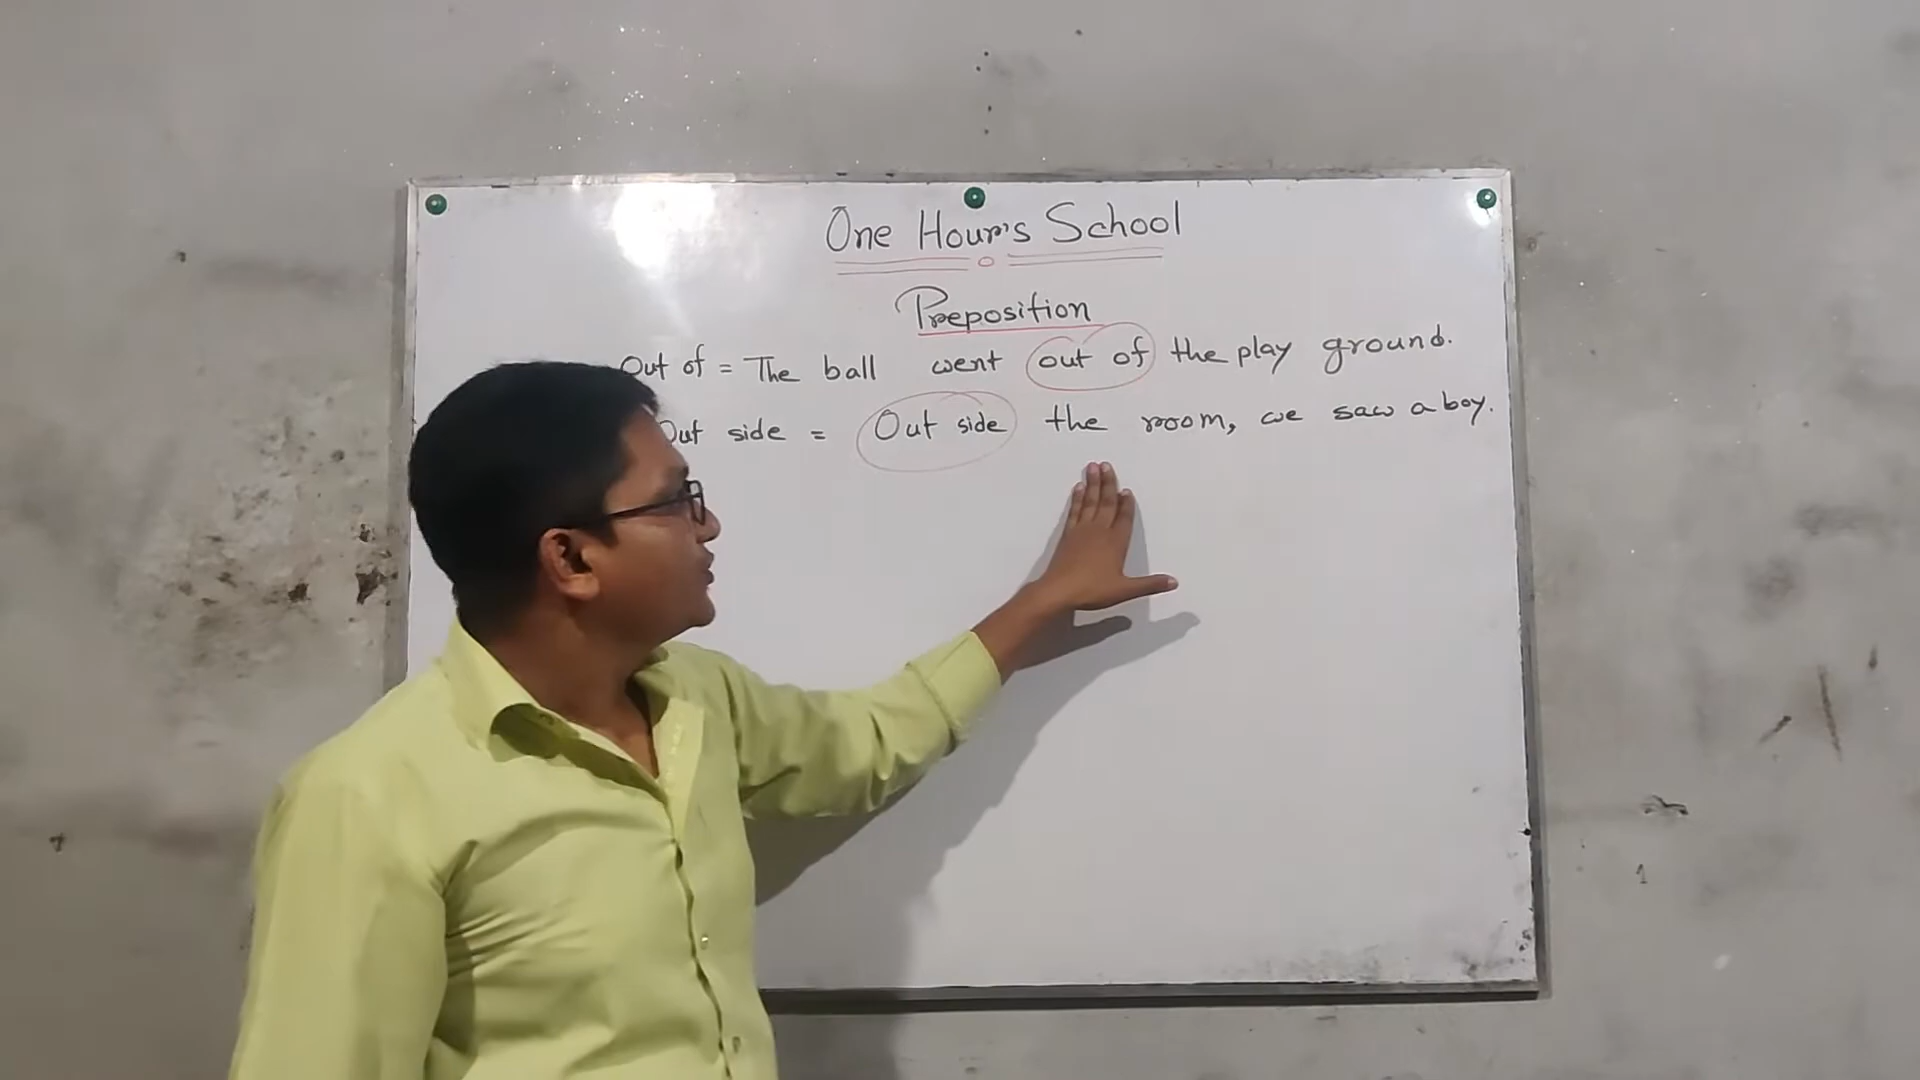 One Hour's School
Preposition
Out of = The ball went out of the play ground.
Out side = Out side the room, we saw a boy.